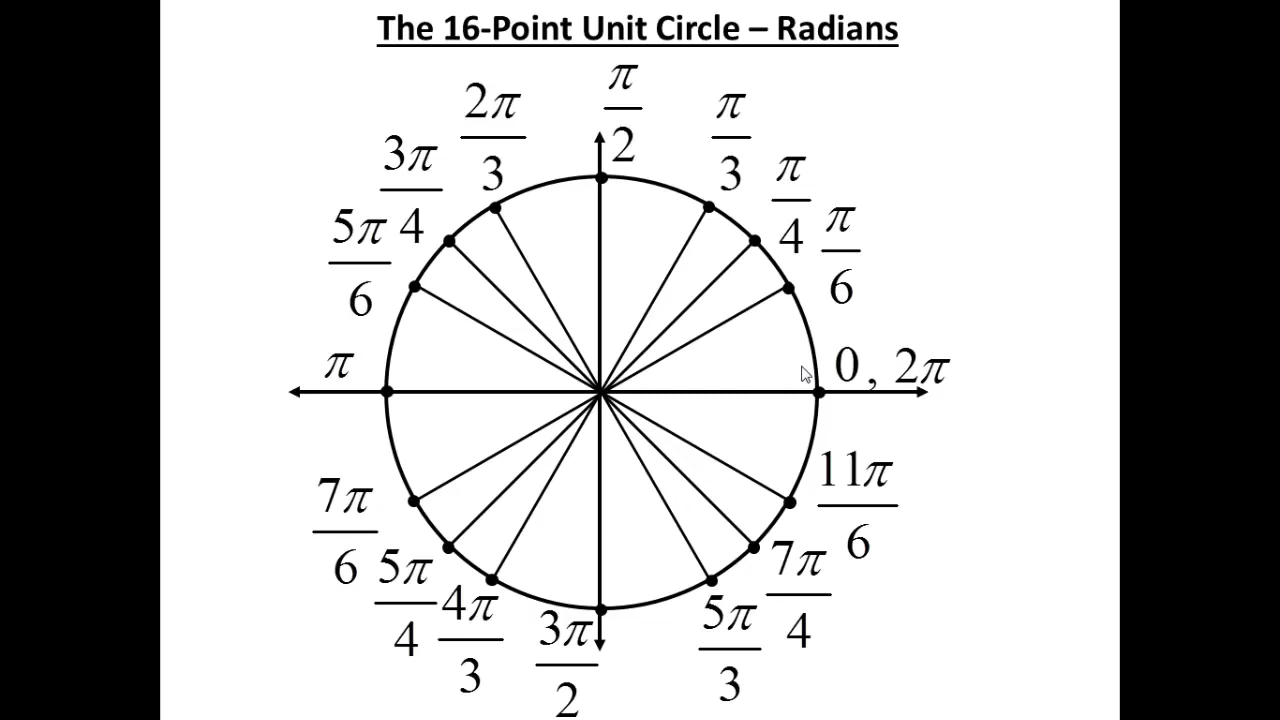 The 16-Point Unit Circle – Radians
π/2
π/3
π/4
π/6
0, 2π
2π/3
3π/4
5π/6
π
7π/6
5π/4
4π/3
3π/2
5π/3
7π/4
11π/6